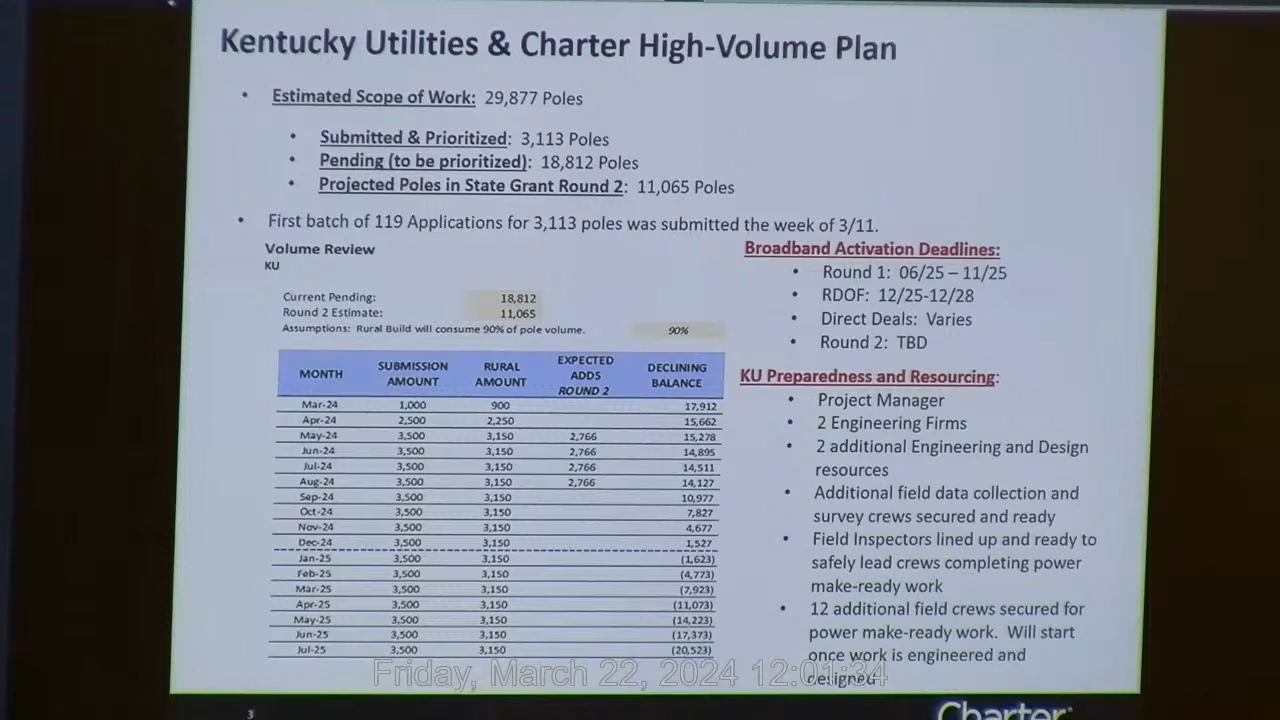 Kentucky Utilities & Charter High-Volume Plan
• Estimated Scope of Work: 29,877 Poles
• Submitted & Prioritized: 3,113 Poles
• Pending (to be prioritized): 18,812 Poles
• Projected Poles in State Grant Round 2: 11,065 Poles
• First batch of 119 Applications for 3,113 poles was submitted the week of 3/11.
Volume Review
KU
Current Pending: 18,812
Round 2 Estimate: 11,065
Assumptions: Rural Build will consume 90% of pole volume. 90%
MONTH SUBMISSION AMOUNT RURAL AMOUNT EXPECTED ADDS ROUND 2 DECLINING BALANCE
Mar-24 1,000 900 17,912
Apr-24 2,500 2,250 15,662
May-24 3,500 3,150 2,766 15,278
Jun-24 3,500 3,150 2,766 14,895
Jul-24 3,500 3,150 2,766 14,511
Aug-24 3,500 3,150 2,766 14,127
Sep-24 3,500 3,150 10,977
Oct-24 3,500 3,150 7,827
Nov-24 3,500 3,150 4,677
Dec-24 3,500 3,150 1,527
Jan-25 3,500 3,150 (1,623)
Feb-25 3,500 3,150 (4,773)
Mar-25 3,500 3,150 (7,923)
Apr-25 3,500 3,150 (11,073)
May-25 3,500 3,150 (14,223)
Jun-25 3,500 3,150 (17,373)
Jul-25 3,500 3,150 (20,523)
Broadband Activation Deadlines:
• Round 1: 06/25 – 11/25
• RDOF: 12/25-12/28
• Direct Deals: Varies
• Round 2: TBD
KU Preparedness and Resourcing:
• Project Manager
• 2 Engineering Firms
• 2 additional Engineering and Design
resources
• Additional field data collection and
survey crews secured and ready
• Field Inspectors lined up and ready to
safely lead crews completing power
make-ready work
• 12 additional field crews secured for
power make-ready work. Will start
once work is engineered and
designed
Friday, March 22, 2024 12:01:34
3
Charter